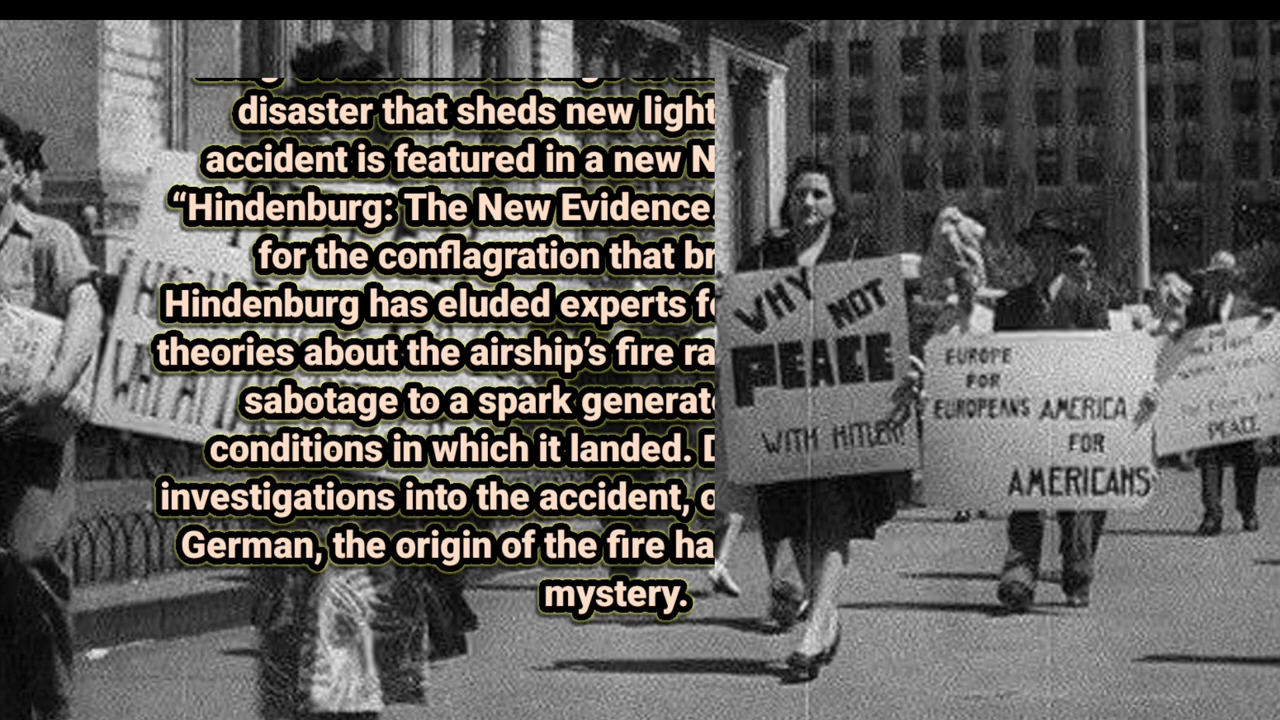 disaster that sheds new light
accident is featured in a new N
“Hindenburg: The New Evidence.
for the conflagration that br
Hindenburg has eluded experts f
theories about the airship’s fire ra
sabotage to a spark generat
conditions in which it landed. D
investigations into the accident, o
German, the origin of the fire ha
mystery.
WHY NOT
PEACE
WITH HITLER?
EUROPE
FOR
EUROPEANS AMERICA
FOR
AMERICANS
PEACE